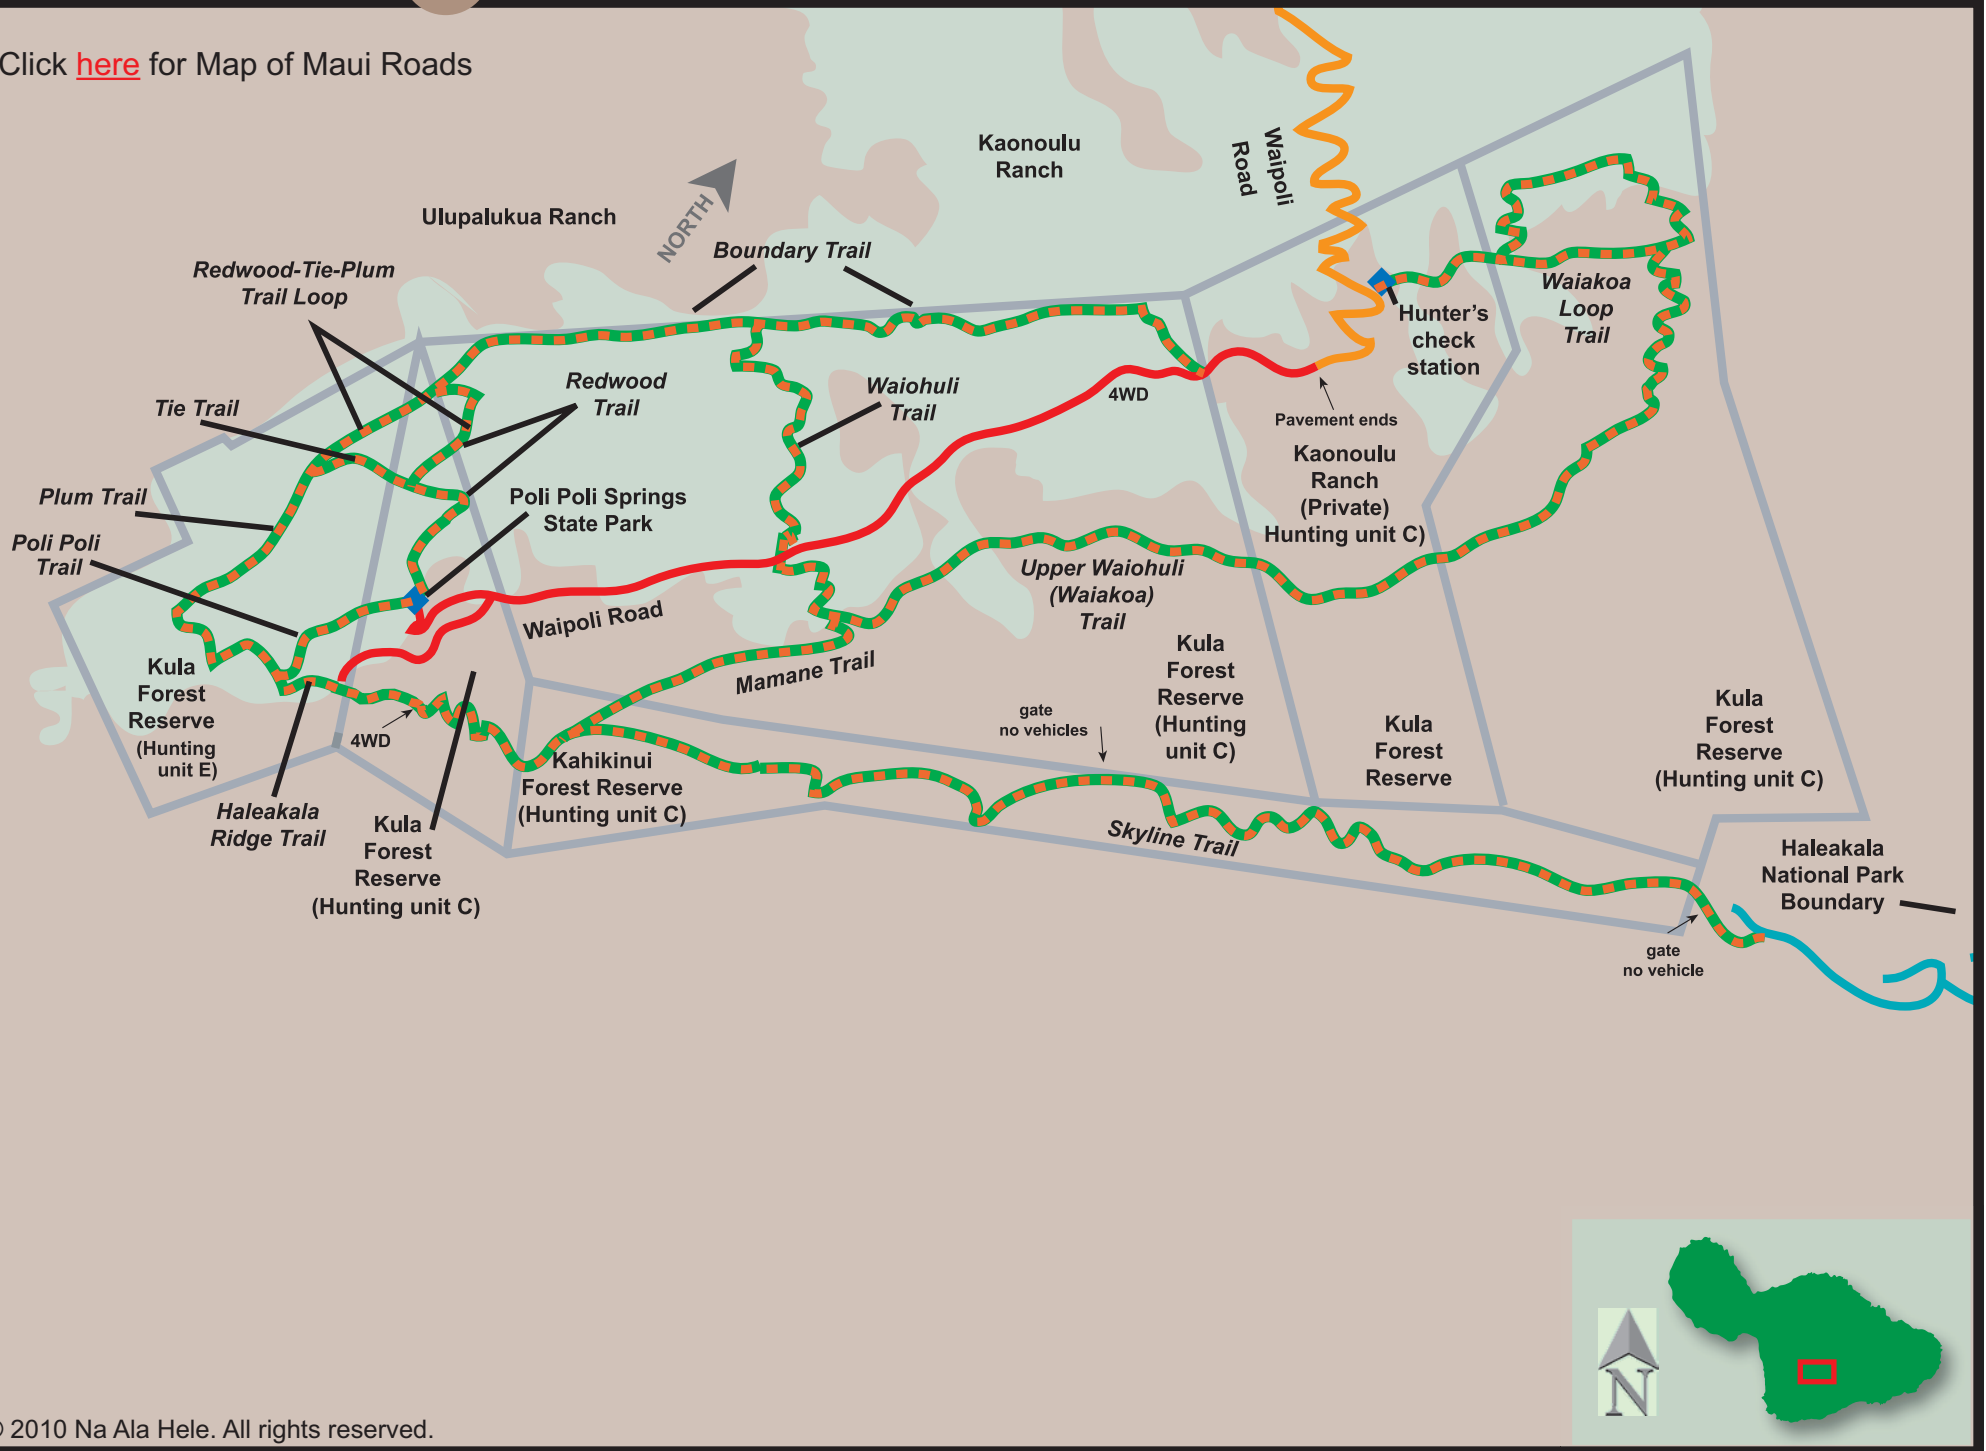 Click here for Map of Maui Roads
Kaonoulu
Ranch
Waipoli
Road
Ulupalukua Ranch
NORTH
Boundary Trail
Redwood-Tie-Plum
Trail Loop
Waiakoa
Loop
Trail
Hunter's
check
station
Redwood
Trail
Waiohuli
Trail
4WD
Tie Trail
Pavement ends
Kaonoulu
Ranch
(Private)
Hunting unit C)
Plum Trail
Poli Poli Springs
State Park
Poli Poli
Trail
Upper Waiohuli
(Waiakoa)
Trail
Waipoli Road
Mamane Trail
Kula
Forest
Reserve
(Hunting
unit C)
Kula
Forest
Reserve
(Hunting
unit E)
4WD
gate
no vehicles
Kula
Forest
Reserve
Kula
Forest
Reserve
(Hunting unit C)
Kahikinui
Forest Reserve
(Hunting unit C)
Haleakala
Ridge Trail
Kula
Forest
Reserve
(Hunting unit C)
Skyline Trail
Haleakala
National Park
Boundary
gate
no vehicle
N
© 2010 Na Ala Hele. All rights reserved.